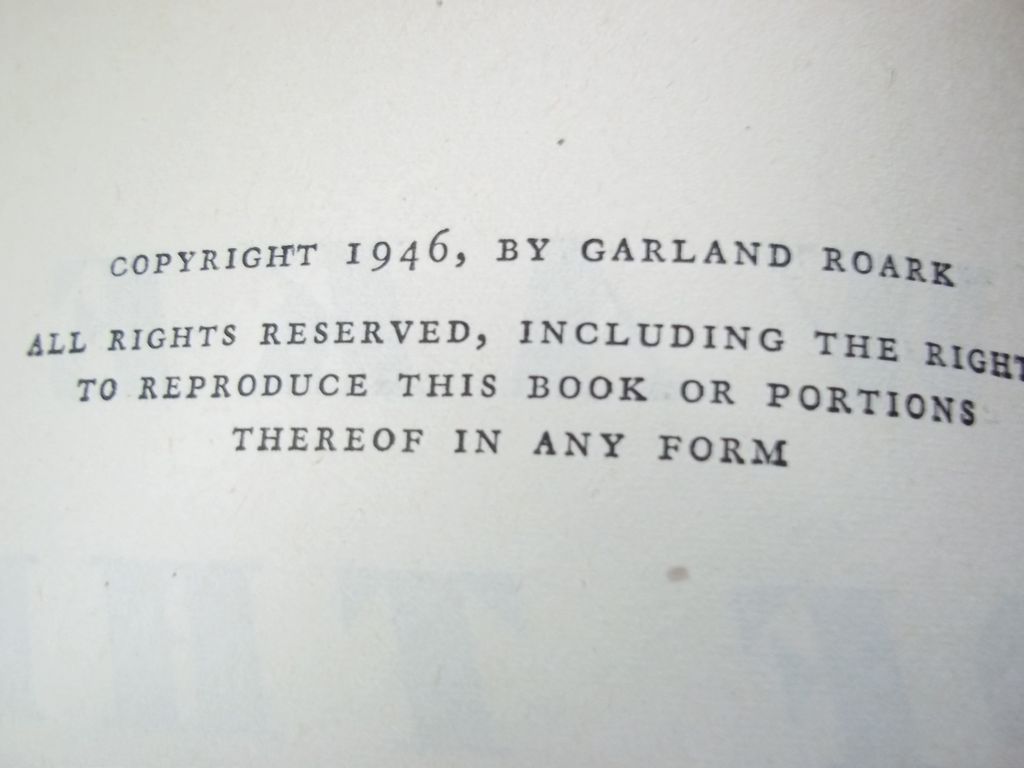 COPYRIGHT 1946, BY GARLAND ROARK
ALL RIGHTS RESERVED, INCLUDING THE RIGHT
TO REPRODUCE THIS BOOK OR PORTIONS
THEREOF IN ANY FORM